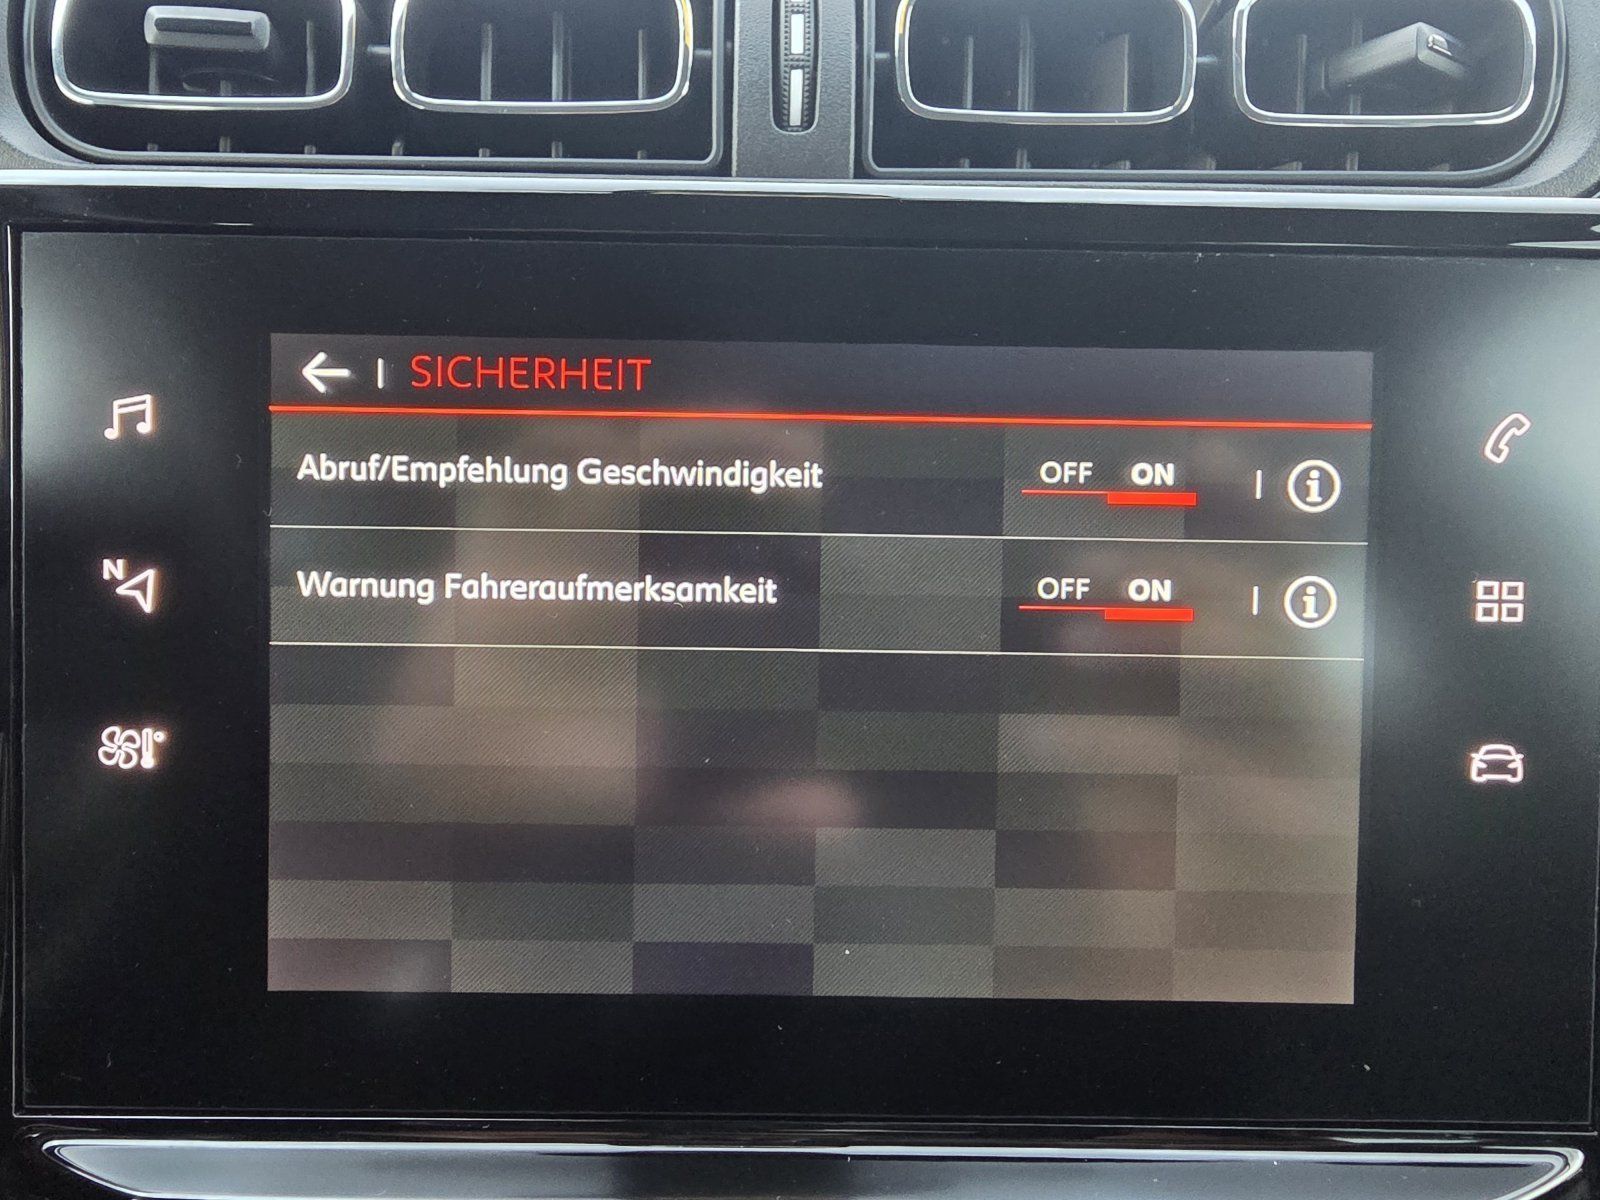 SICHERHEIT
Abruf/Empfehlung Geschwindigkeit OFF ON
Warnung Fahreraufmerksamkeit OFF ON
N